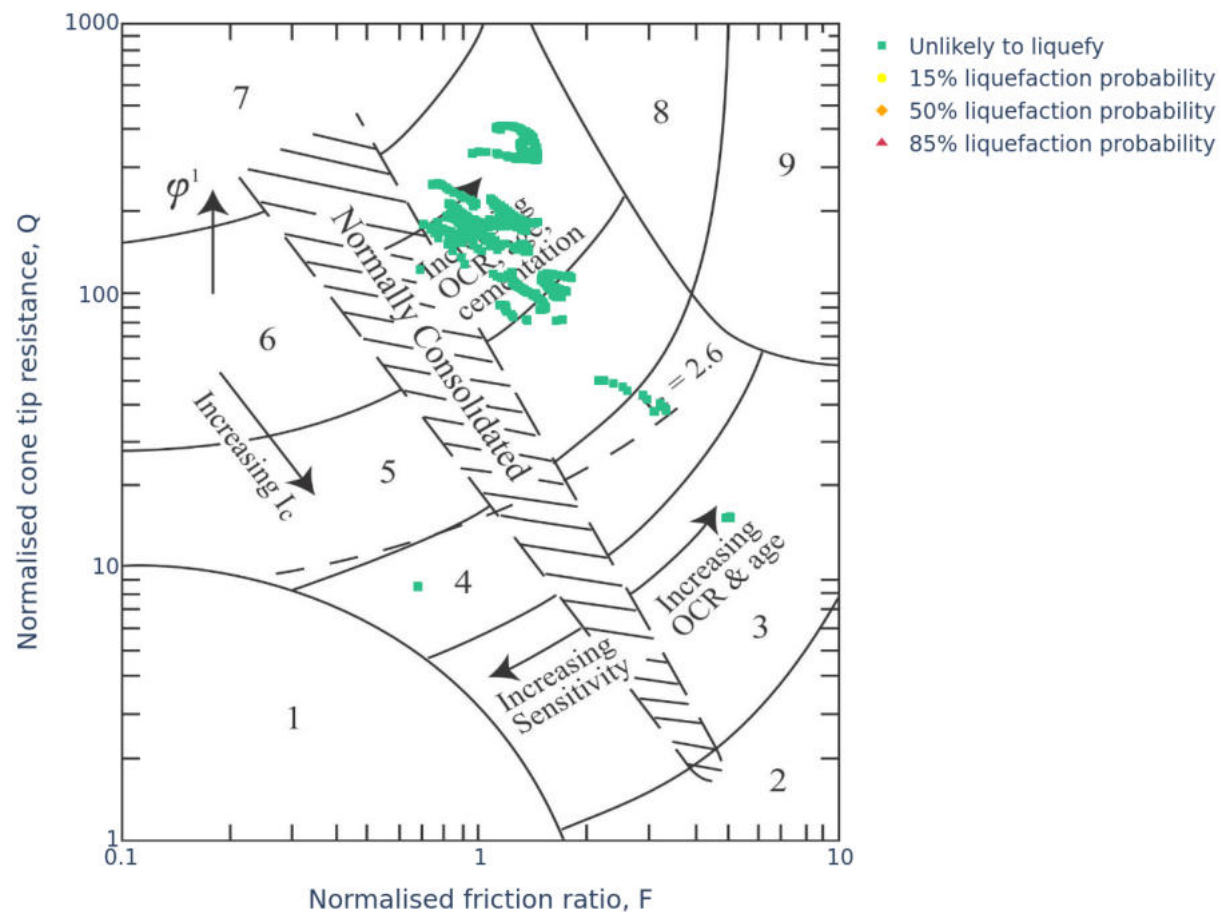 1000
100
10
1
0.1
1
10
Normalised cone tip resistance, Q
Normalised friction ratio, F
Unlikely to liquefy
15% liquefaction probability
50% liquefaction probability
85% liquefaction probability
7
8
9
φ1
6
5
4
3
1
2
Normally Consolidated
OCR, age,
cementation
= 2.6
Increasing Ic
Increasing
OCR & age
Increasing
Sensitivity